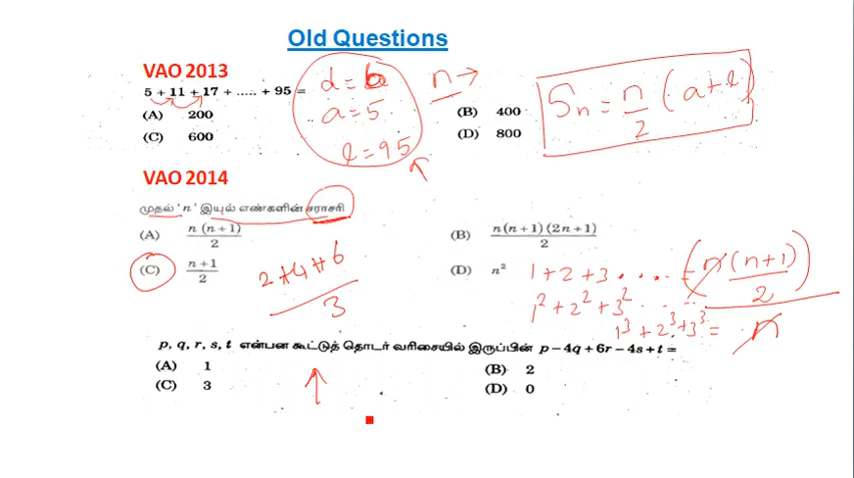 Old Questions
VAO 2013
5 + 11 + 17 + ..... + 95 =
(A) 200
(B) 400
(C) 600
(D) 800
d = 6
a = 5
l = 95
n →
Sn = n/2 (a+l)
VAO 2014
முதல் 'n' இயல் எண்களின் சராசரி
(A) n (n+1) / 2
(B) n(n+1)(2n+1) / 2
(C) n+1 / 2
(D) n²
2+4+6 / 3
1+2+3 .... n(n+1) / 2
1²+2²+3² .....
1³+2³+3³ = n
p, q, r, s, t என்பன கூட்டுத் தொடர் வரிசையில் இருப்பின் p – 4q + 6r – 4s + t =
(A) 1
(B) 2
(C) 3
(D) 0